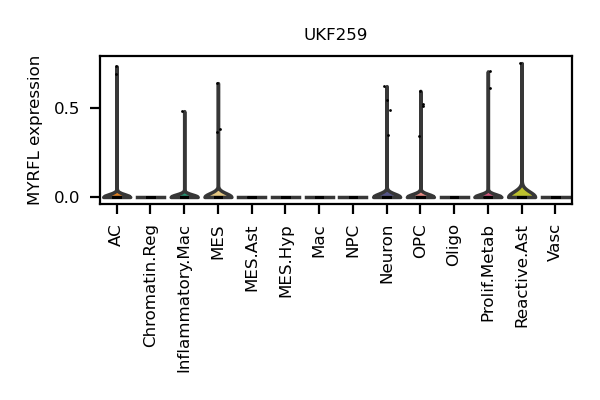 UKF259
MYRFL expression
0.5
0.0
AC
Chromatin.Reg
Inflammatory.Mac
MES
MES.Ast
MES.Hyp
Mac
NPC
Neuron
OPC
Oligo
Prolif.Metab
Reactive.Ast
Vasc